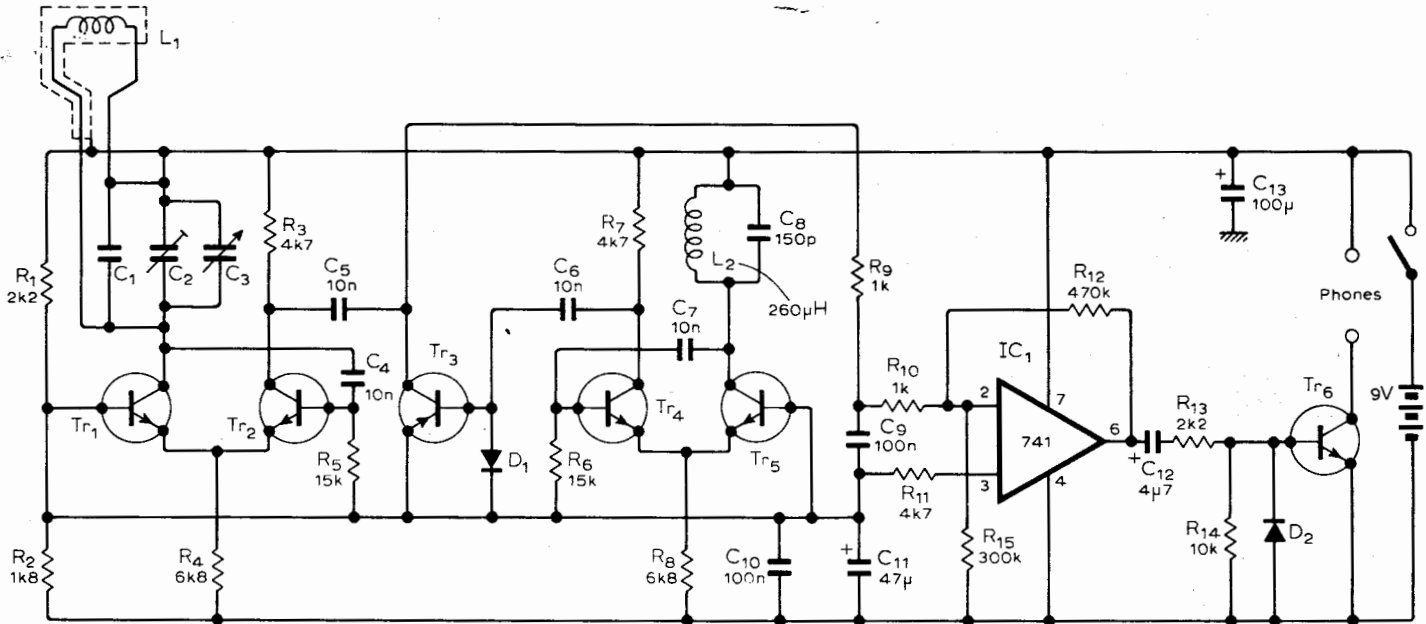 L1
R1
2k2
C1
C2
C3
R3
4k7
C5
10n
C4
10n
Tr1
Tr2
R5
15k
R2
1k8
R4
6k8
Tr3
D1
C6
10n
R7
4k7
C7
10n
L2
260μH
C8
150p
Tr4
Tr5
R6
15k
R8
6k8
C10
100n
R9
1k
R10
1k
C9
100n
R11
4k7
C11
+
47μ
R15
300k
R12
470k
IC1
741
2
3
7
4
6
C12
+
4μ7
R13
2k2
R14
10k
D2
Tr6
C13
+
100μ
Phones
9V